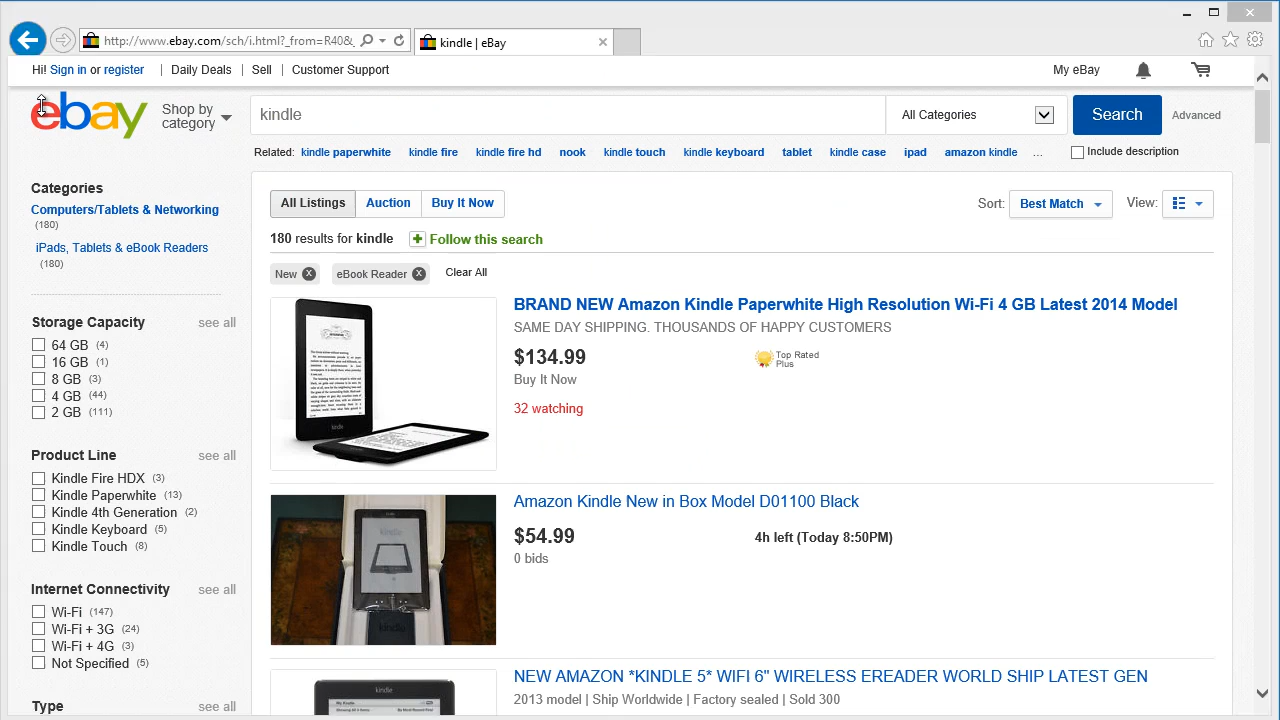 http://www.ebay.com/sch/i.html?_from=R40&
kindle | eBay
Hi! Sign in or register | Daily Deals | Sell | Customer Support
My eBay
ebay
Shop by category
kindle
All Categories
Search
Advanced
Related: kindle paperwhite kindle fire kindle fire hd nook kindle touch kindle keyboard tablet kindle case ipad amazon kindle ...
Include description
Categories
Computers/Tablets & Networking
(180)
iPads, Tablets & eBook Readers
(180)
Storage Capacity see all
64 GB (4)
16 GB (1)
8 GB (3)
4 GB (44)
2 GB (111)
Product Line see all
Kindle Fire HDX (3)
Kindle Paperwhite (13)
Kindle 4th Generation (2)
Kindle Keyboard (5)
Kindle Touch (8)
Internet Connectivity see all
Wi-Fi (147)
Wi-Fi + 3G (24)
Wi-Fi + 4G (3)
Not Specified (5)
Type see all
All Listings
Auction
Buy It Now
Sort: Best Match
View:
180 results for kindle
Follow this search
New
eBook Reader
Clear All
BRAND NEW Amazon Kindle Paperwhite High Resolution Wi-Fi 4 GB Latest 2014 Model
SAME DAY SHIPPING. THOUSANDS OF HAPPY CUSTOMERS
$134.99
Top Rated
Plus
Buy It Now
32 watching
kindle
Amazon Kindle New in Box Model D01100 Black
$54.99
4h left (Today 8:50PM)
0 bids
kindle
NEW AMAZON *KINDLE 5* WIFI 6" WIRELESS EREADER WORLD SHIP LATEST GEN
2013 model | Ship Worldwide | Factory sealed | Sold 300
kindle